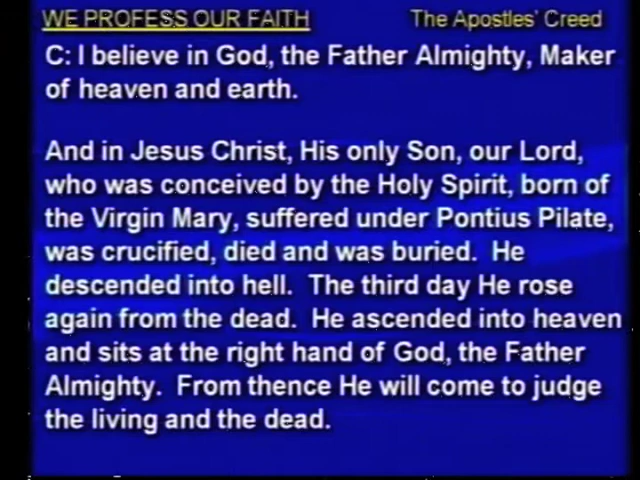 WE PROFESS OUR FAITH The Apostles' Creed
C: I believe in God, the Father Almighty, Maker
of heaven and earth.
And in Jesus Christ, His only Son, our Lord,
who was conceived by the Holy Spirit, born of
the Virgin Mary, suffered under Pontius Pilate,
was crucified, died and was buried. He
descended into hell. The third day He rose
again from the dead. He ascended into heaven
and sits at the right hand of God, the Father
Almighty. From thence He will come to judge
the living and the dead.